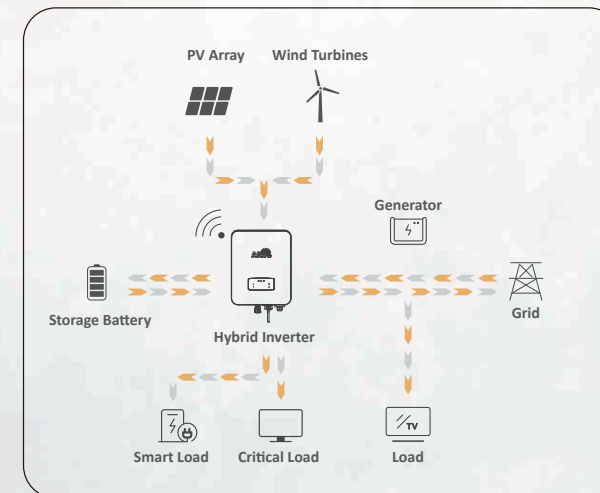 PV Array
Wind Turbines
Generator
Storage Battery
Hybrid Inverter
Grid
TV
Smart Load
Critical Load
Load